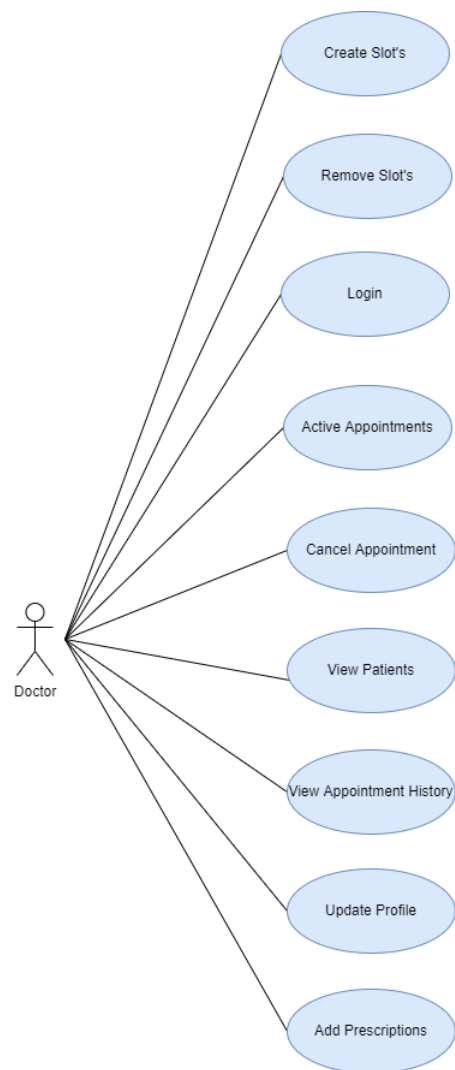 Create Slot's
Remove Slot's
Login
Active Appointments
Cancel Appointment
Doctor
View Patients
View Appointment History
Update Profile
Add Prescriptions